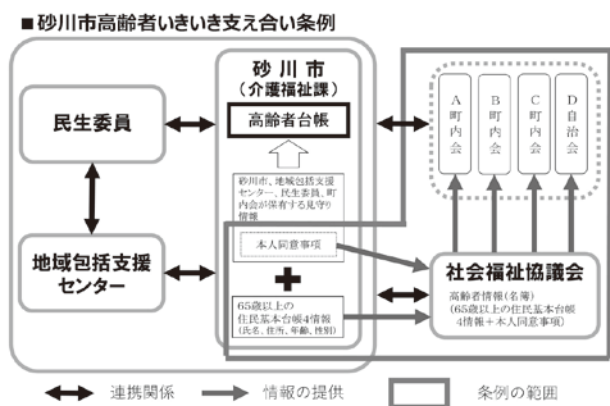 ■砂川市高齢者いきいき支え合い条例
民生委員
地域包括支援
センター
砂川市
(介護福祉課)
高齢者台帳
砂川市、地域包括支援
センター、民生委員、町
内会が保有する見守り
情報
本人同意事項
65歳以上の
住民基本台帳4情報
(氏名、住所、年齢、性別)
A町内会
B町内会
C町内会
D自治会
社会福祉協議会
高齢者情報(名簿)
(65歳以上の住民基本台帳
4情報+本人同意事項)
連携関係
情報の提供
条例の範囲